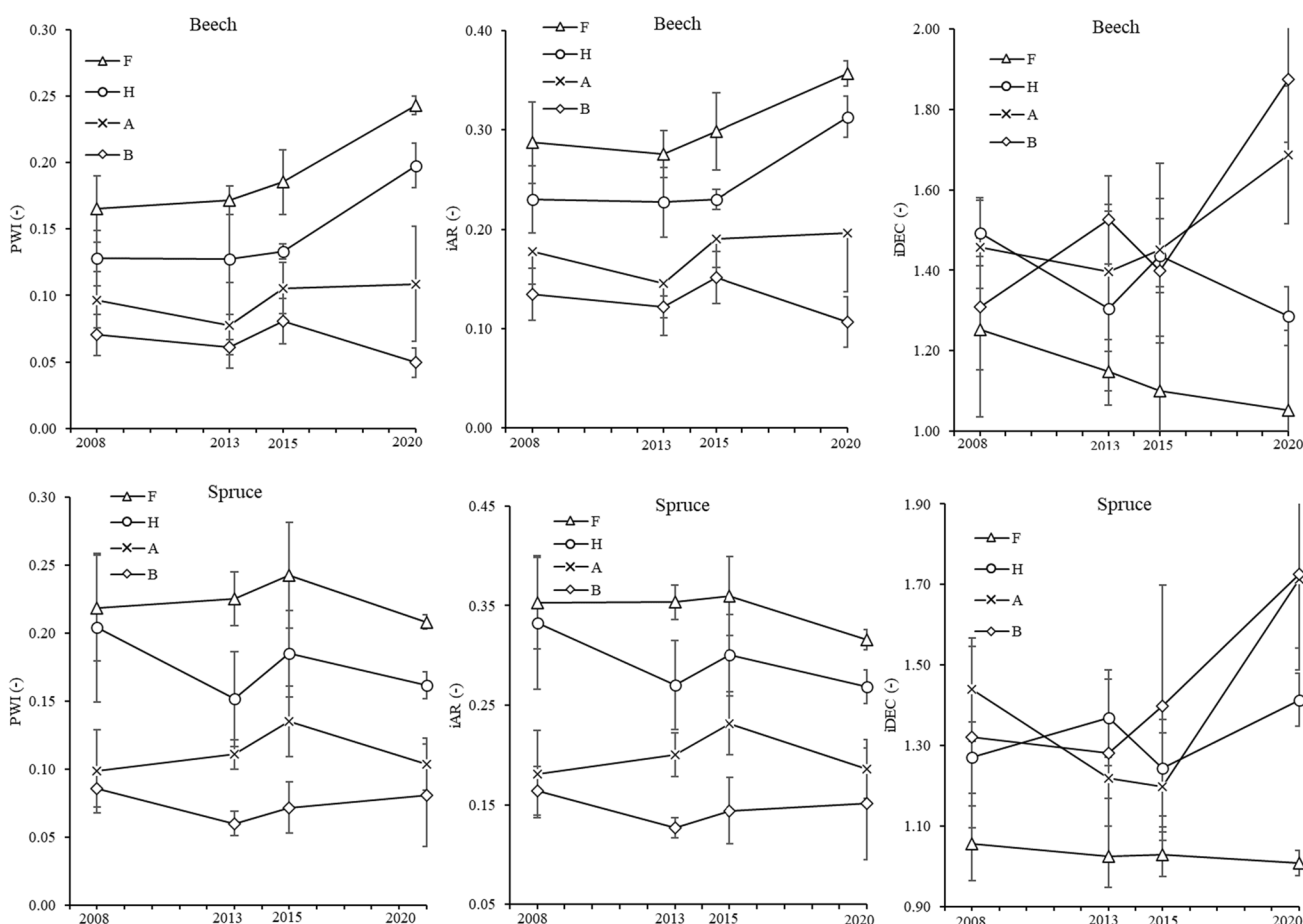 Beech
0.30
0.25
0.20
0.15
0.10
0.05
0.00
PWI (-)
F
H
A
B
2008
2013
2015
2020
Beech
0.40
0.30
0.20
0.10
0.00
iAR (-)
F
H
A
B
2008
2013
2015
2020
Beech
2.00
1.80
1.60
1.40
1.20
1.00
iDEC (-)
F
H
A
B
2008
2013
2015
2020
Spruce
0.30
0.25
0.20
0.15
0.10
0.05
0.00
PWI (-)
F
H
A
B
2008
2013
2015
2020
Spruce
0.45
0.35
0.25
0.15
0.05
iAR (-)
F
H
A
B
2008
2013
2015
2020
Spruce
1.90
1.70
1.50
1.30
1.10
0.90
iDEC (-)
F
H
A
B
2008
2013
2015
2020